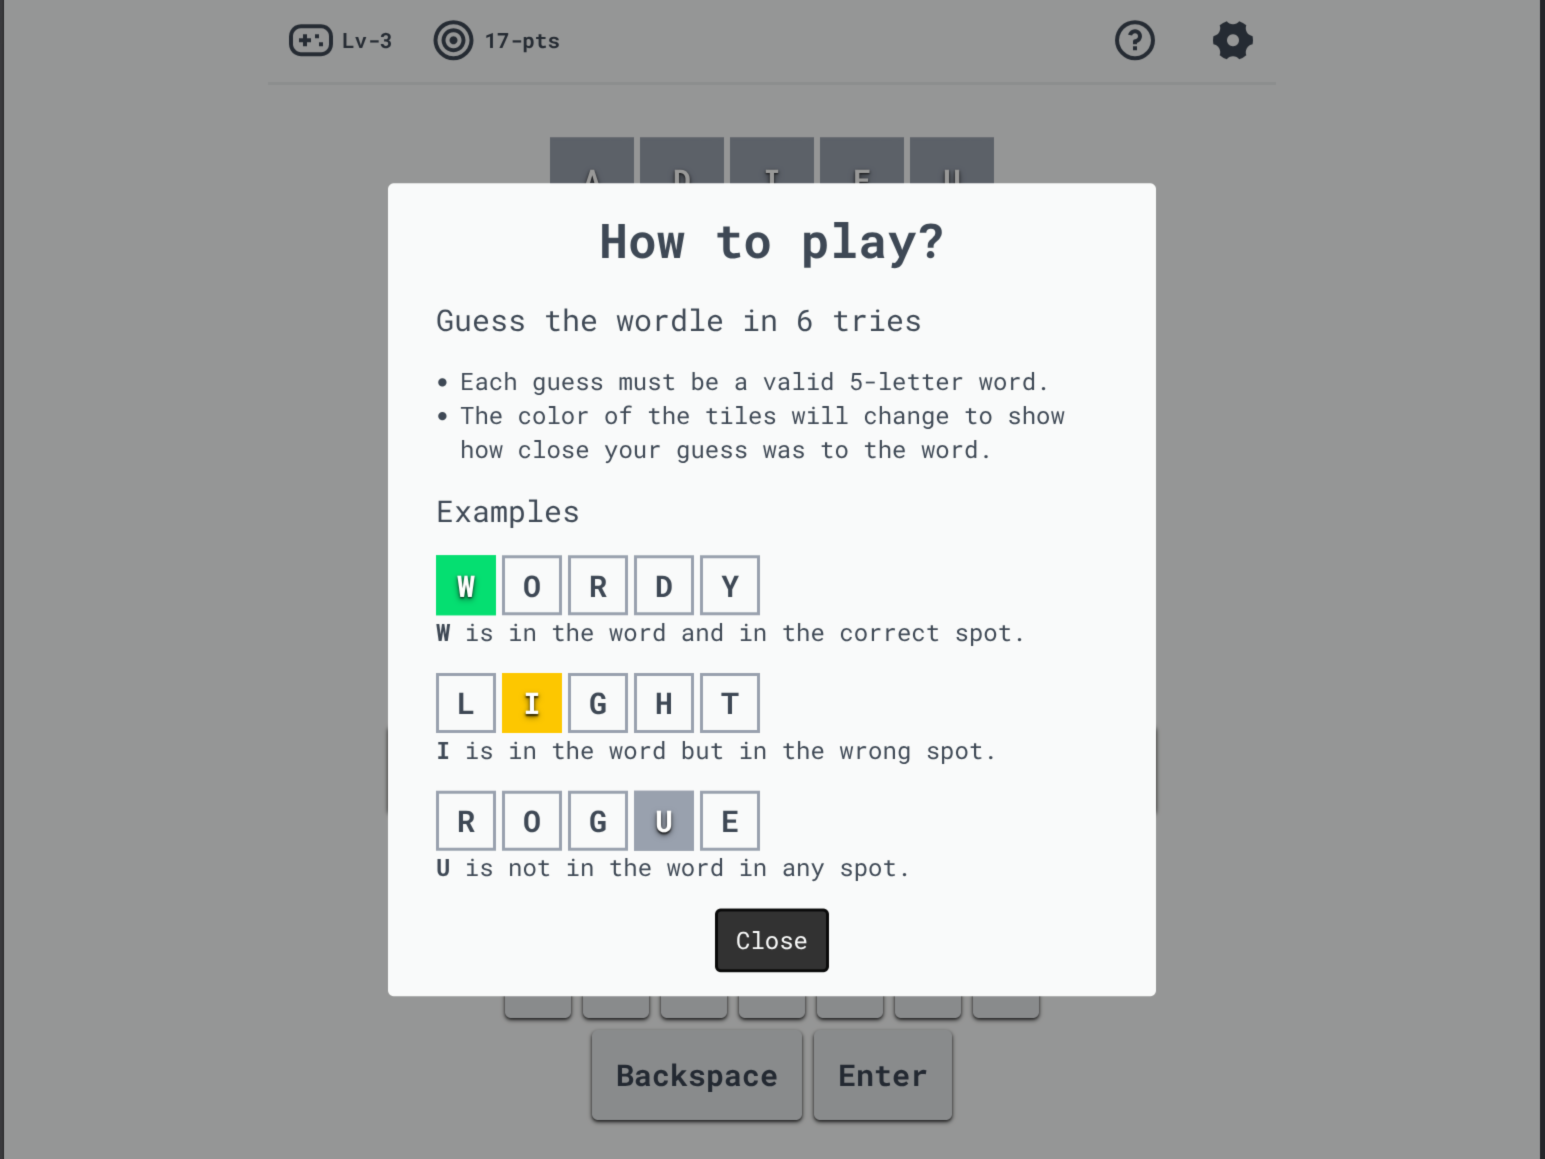 Lv-3 17-pts
A D I E U
How to play?
Guess the wordle in 6 tries
• Each guess must be a valid 5-letter word.
• The color of the tiles will change to show
how close your guess was to the word.
Examples
W O R D Y
W is in the word and in the correct spot.
L I G H T
I is in the word but in the wrong spot.
R O G U E
U is not in the word in any spot.
Close
Backspace Enter